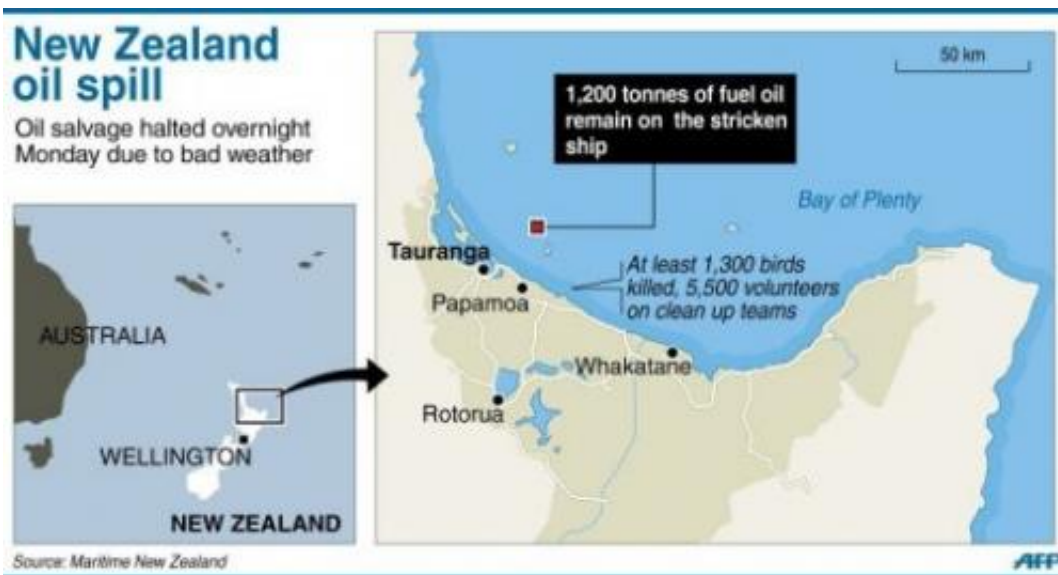 New Zealand
oil spill
Oil salvage halted overnight
Monday due to bad weather
AUSTRALIA
WELLINGTON
NEW ZEALAND
50 km
1,200 tonnes of fuel oil
remain on the stricken
ship
Bay of Plenty
Tauranga
At least 1,300 birds
killed, 5,500 volunteers
on clean up teams
Papamoa
Whakatane
Rotorua
Source: Maritime New Zealand
AFP